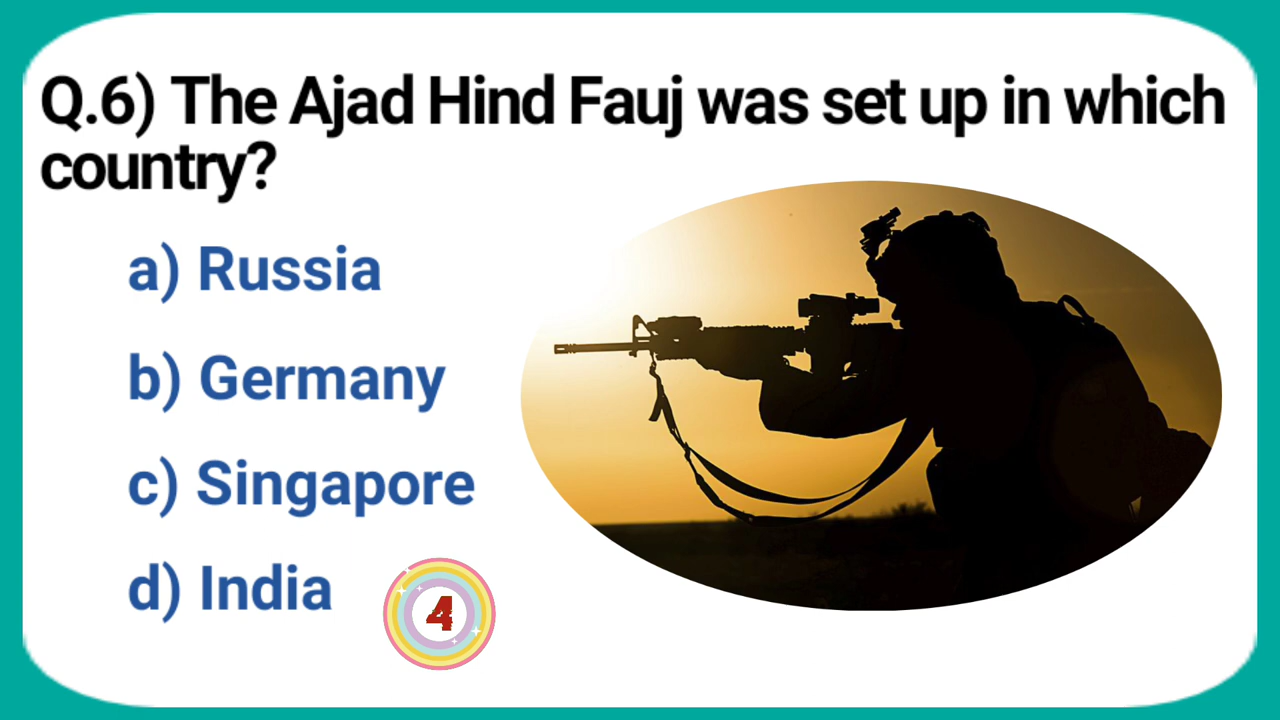 Q.6) The Ajad Hind Fauj was set up in which
country?
a) Russia
b) Germany
c) Singapore
d) India
4